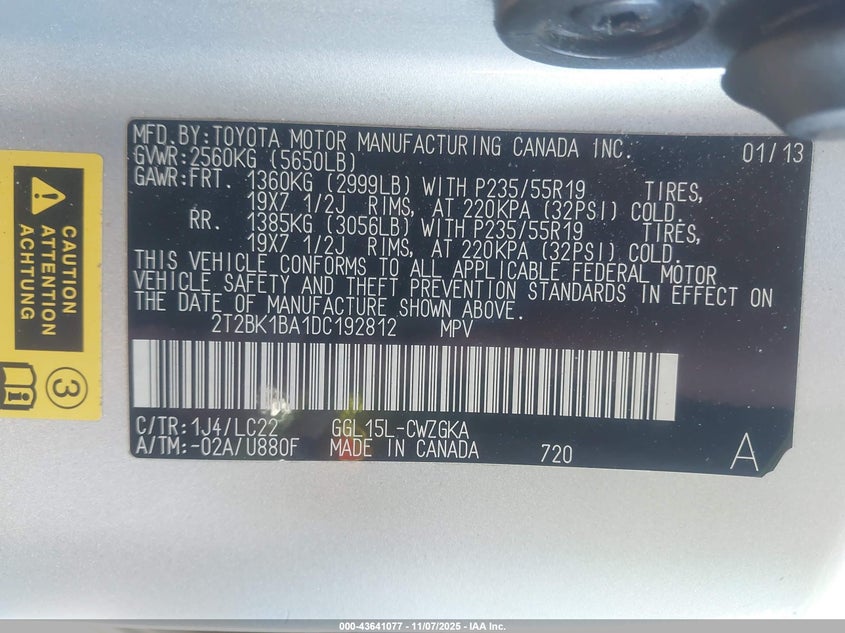 MFD.BY:TOYOTA MOTOR MANUFACTURING CANADA INC. 01/13
GVWR:2560KG (5650LB)
GAWR:FRT. 1360KG (2999LB) WITH P235/55R19 TIRES,
19X7 1/2J RIMS, AT 220KPA (32PSI) COLD.
RR. 1385KG (3056LB) WITH P235/55R19 TIRES,
19X7 1/2J RIMS, AT 220KPA (32PSI) COLD.
THIS VEHICLE CONFORMS TO ALL APPLICABLE FEDERAL MOTOR
VEHICLE SAFETY AND THEFT PREVENTION STANDARDS IN EFFECT ON
THE DATE OF MANUFACTURE SHOWN ABOVE.
2T2BK1BA1DC192812 MPV
C/TR:1J4/LC22 GGL15L-CWZGKA
A/TM:-02A/U880F MADE IN CANADA 720 A
CAUTION
ATTENTION
ACHTUNG
3
000-43641077 - 11/07/2025 - IAA Inc.